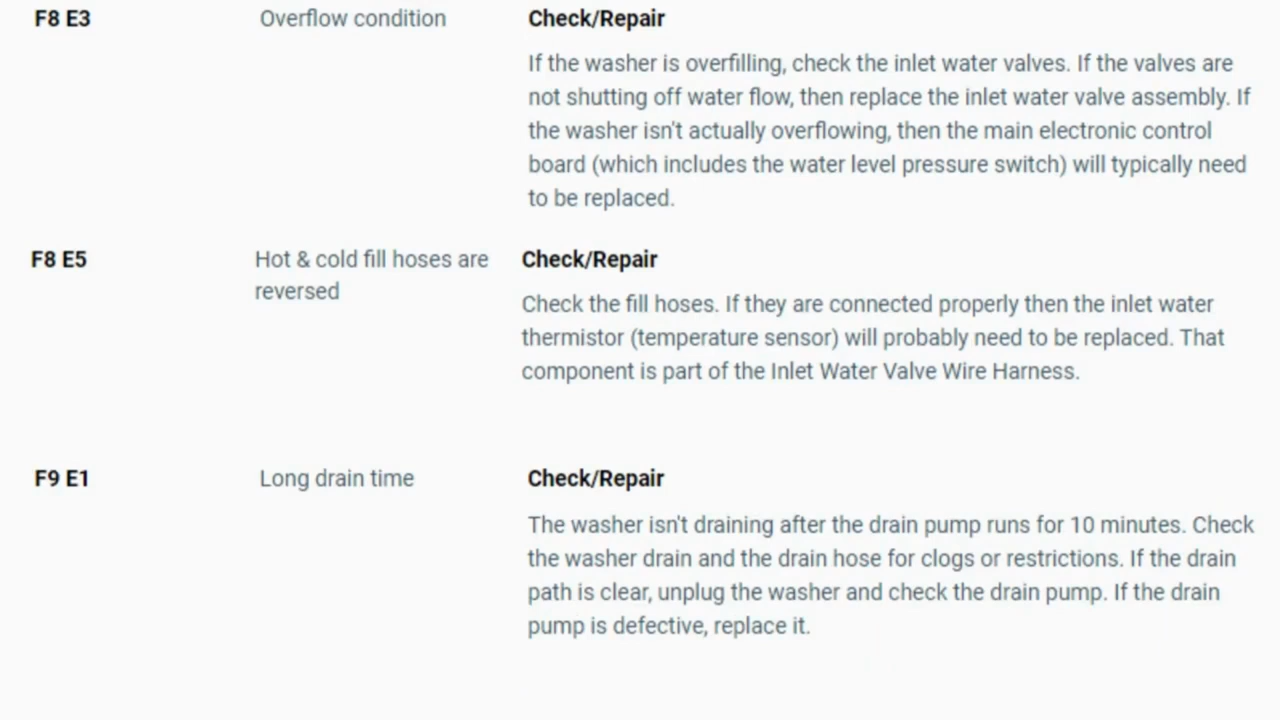 F8 E3 Overflow condition Check/Repair
If the washer is overfilling, check the inlet water valves. If the valves are
not shutting off water flow, then replace the inlet water valve assembly. If
the washer isn't actually overflowing, then the main electronic control
board (which includes the water level pressure switch) will typically need
to be replaced.
F8 E5 Hot & cold fill hoses are Check/Repair
reversed
Check the fill hoses. If they are connected properly then the inlet water
thermistor (temperature sensor) will probably need to be replaced. That
component is part of the Inlet Water Valve Wire Harness.
F9 E1 Long drain time Check/Repair
The washer isn't draining after the drain pump runs for 10 minutes. Check
the washer drain and the drain hose for clogs or restrictions. If the drain
path is clear, unplug the washer and check the drain pump. If the drain
pump is defective, replace it.